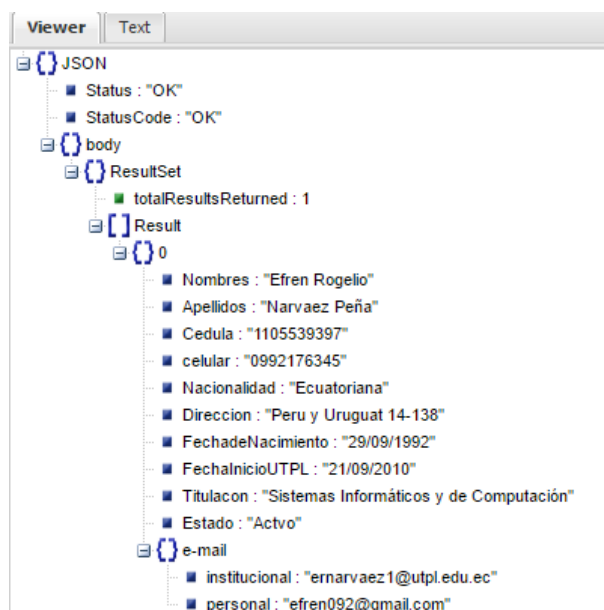 Viewer Text
JSON
Status : "OK"
StatusCode : "OK"
body
ResultSet
totalResultsReturned : 1
Result
0
Nombres : "Efren Rogelio"
Apellidos : "Narvaez Peña"
Cedula : "1105539397"
celular : "0992176345"
Nacionalidad : "Ecuatoriana"
Direccion : "Peru y Uruguat 14-138"
FechadeNacimiento : "29/09/1992"
FechaInicioUTPL : "21/09/2010"
Titulacon : "Sistemas Informáticos y de Computación"
Estado : "Actvo"
e-mail
institucional : "ernarvaez1@utpl.edu.ec"
personal : "efren092@gmail.com"